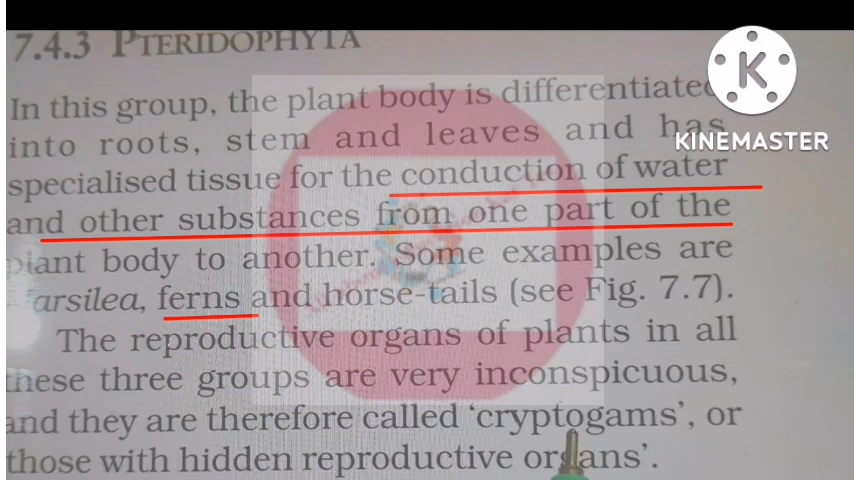 7.4.3 PTERIDOPHYTA
In this group, the plant body is differentiated
into roots, stem and leaves and has
KINEMASTER
specialised tissue for the conduction of water
and other substances from one part of the
plant body to another. Some examples are
Marsilea, ferns and horse-tails (see Fig. 7.7).
The reproductive organs of plants in all
these three groups are very inconspicuous,
and they are therefore called ‘cryptogams’, or
those with hidden reproductive organs’.